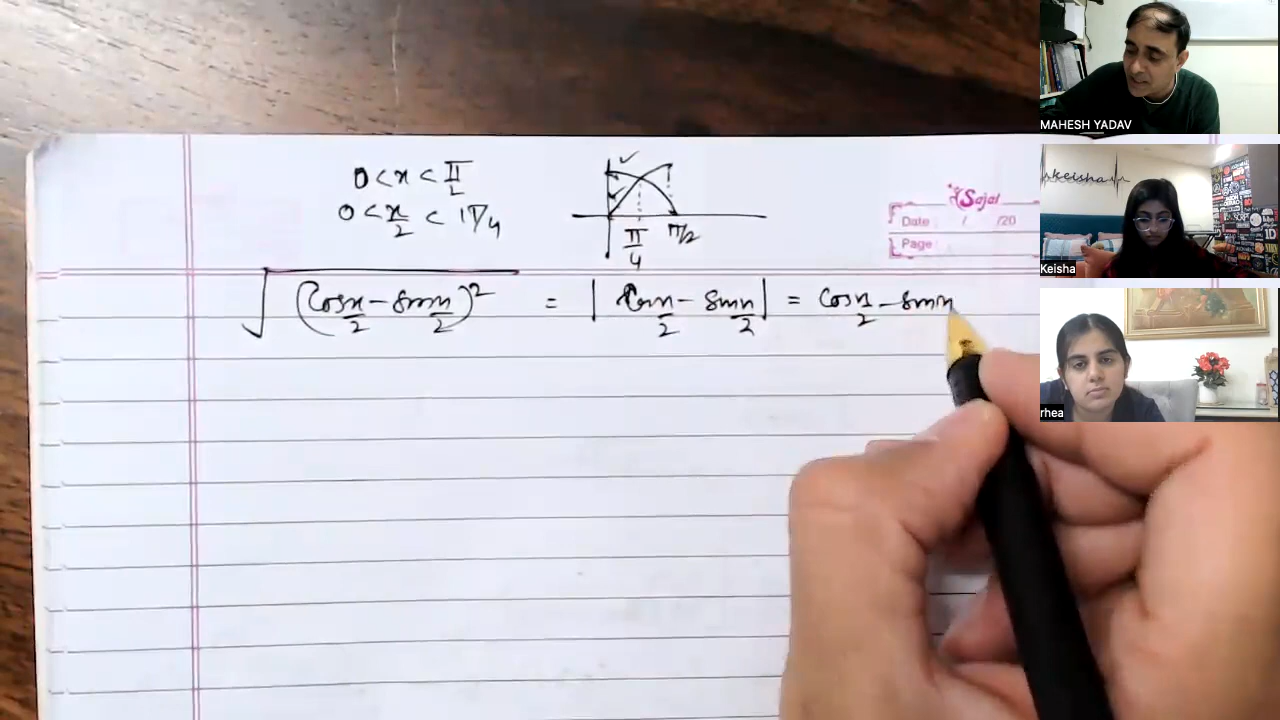 0 < x < π/2
0 < x/2 < π/4
π/4 π/2
Sajal
Date / /20
Page
√(cos x/2 - sin x/2)² = | cos x/2 - sin x/2 | = cos x/2 - sin x
MAHESH YADAV
keisha
Keisha
rhea